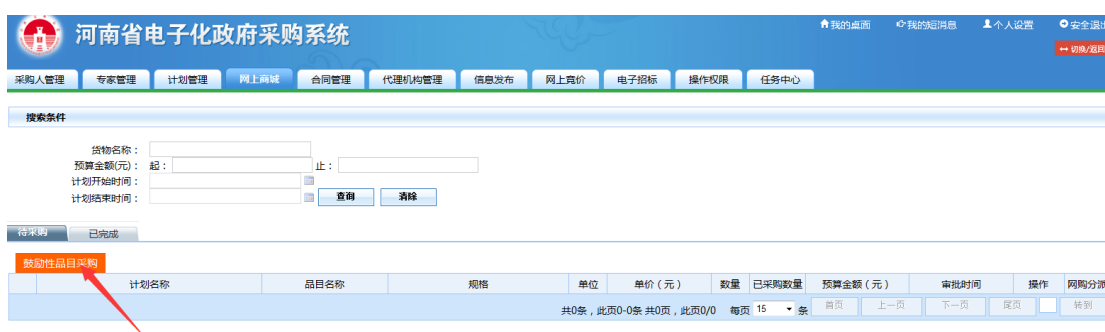 河南省电子化政府采购系统
我的桌面 我的短消息 个人设置 安全退出
切换/返回
采购人管理 专家管理 计划管理 网上商城 合同管理 代理机构管理 信息发布 网上竞价 电子招标 操作权限 任务中心
搜索条件
货物名称：
预算金额(元)： 起： 止：
计划开始时间：
计划结束时间： 查询 清除
待采购 已完成
鼓励性品目采购
计划名称 品目名称 规格 单位 单价（元） 数量 已采购数量 预算金额（元） 审批时间 操作 网购分派
共0条，此页0-0条 共0页，此页0/0 每页 15 条 首页 上一页 下一页 尾页 转到